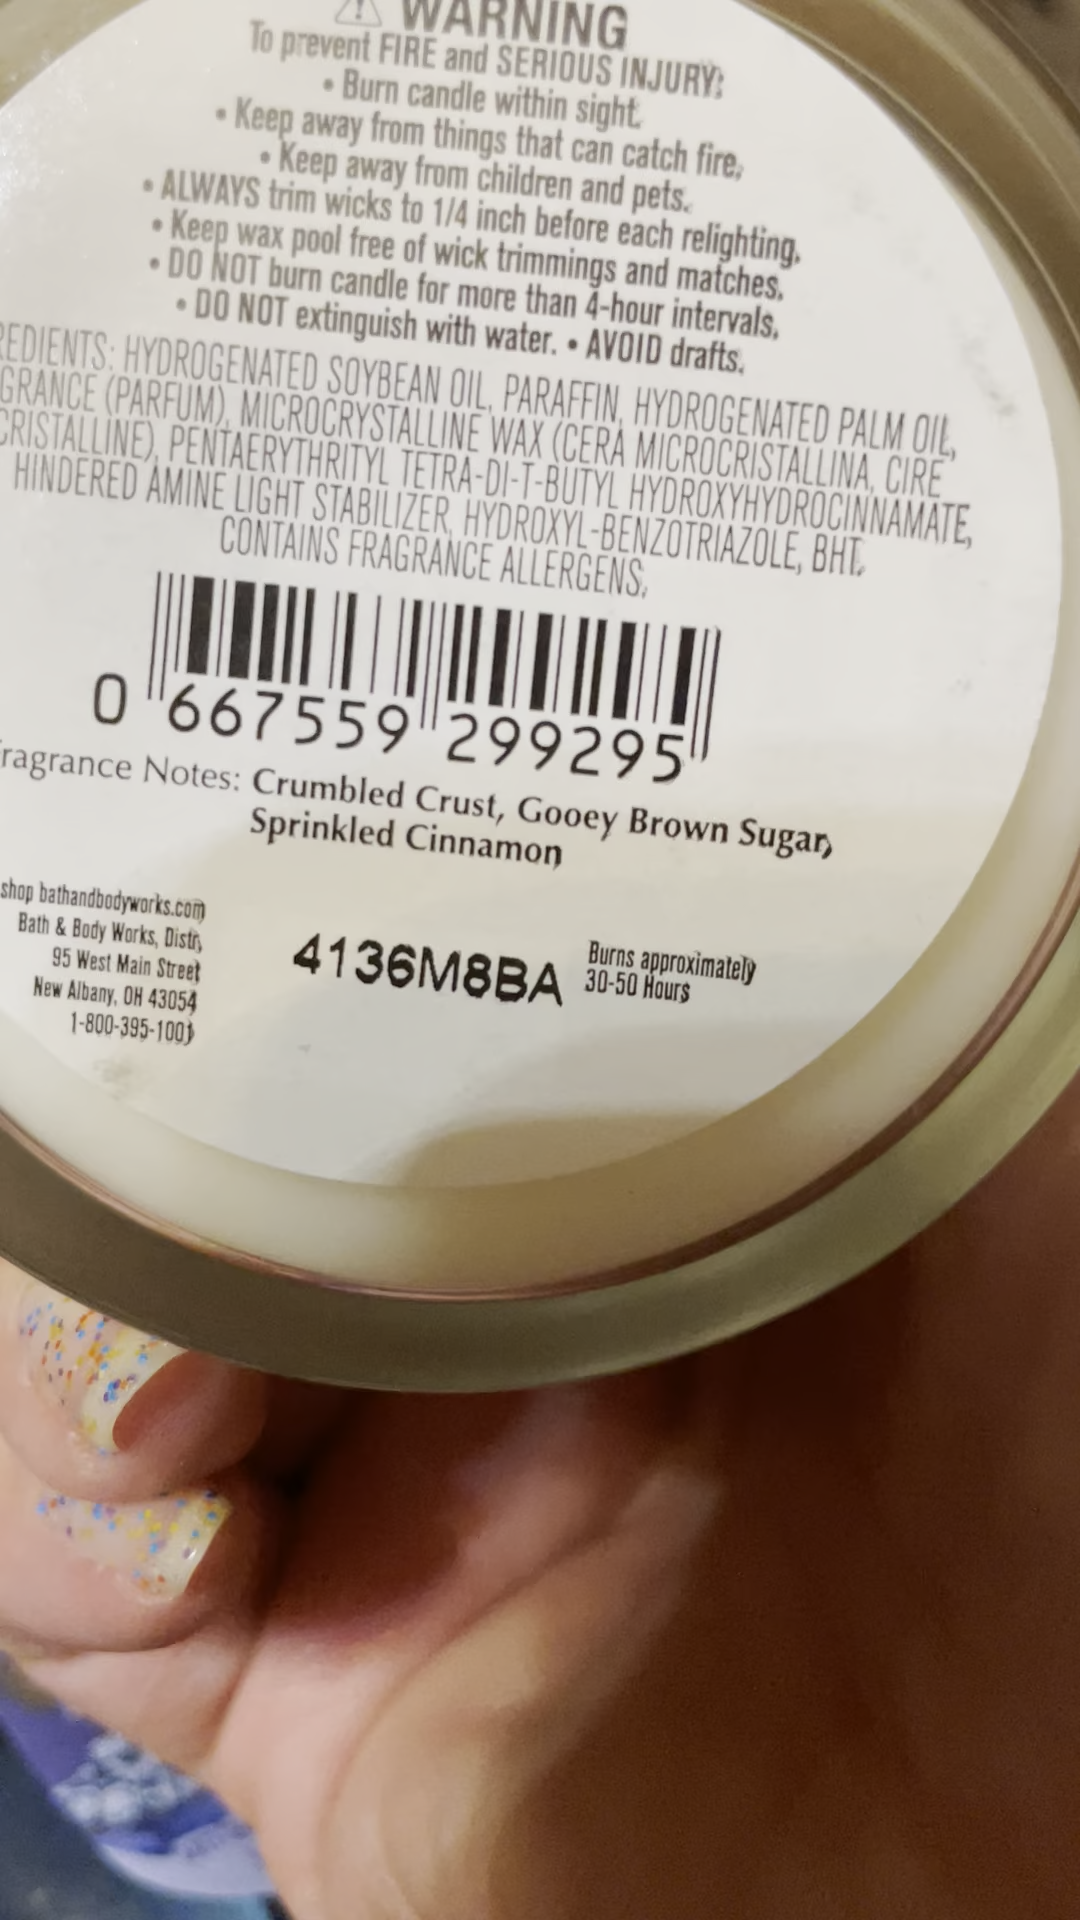 WARNING
To prevent FIRE and SERIOUS INJURY:
• Burn candle within sight.
• Keep away from things that can catch fire.
• Keep away from children and pets.
• ALWAYS trim wicks to 1/4 inch before each relighting.
• Keep wax pool free of wick trimmings and matches.
• DO NOT burn candle for more than 4-hour intervals.
• DO NOT extinguish with water. • AVOID drafts.
REDIENTS: HYDROGENATED SOYBEAN OIL, PARAFFIN, HYDROGENATED PALM OIL,
GRANCE (PARFUM), MICROCRYSTALLINE WAX (CERA MICROCRISTALLINA, CIRE
CRISTALLINE), PENTAERYTHRITYL TETRA-DI-T-BUTYL HYDROXYHYDROCINNAMATE,
HINDERED AMINE LIGHT STABILIZER, HYDROXYL-BENZOTRIAZOLE, BHT.
CONTAINS FRAGRANCE ALLERGENS.
0 667559 299295
ragrance Notes: Crumbled Crust, Gooey Brown Sugar,
Sprinkled Cinnamon
shop bathandbodyworks.com
Bath & Body Works, Distr.
95 West Main Street
New Albany, OH 43054
1-800-395-1001
4136M8BA
Burns approximately
30-50 Hours